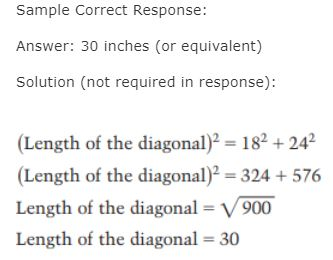 Sample Correct Response:
Answer: 30 inches (or equivalent)
Solution (not required in response):
(Length of the diagonal)² = 18² + 24²
(Length of the diagonal)² = 324 + 576
Length of the diagonal = √900
Length of the diagonal = 30